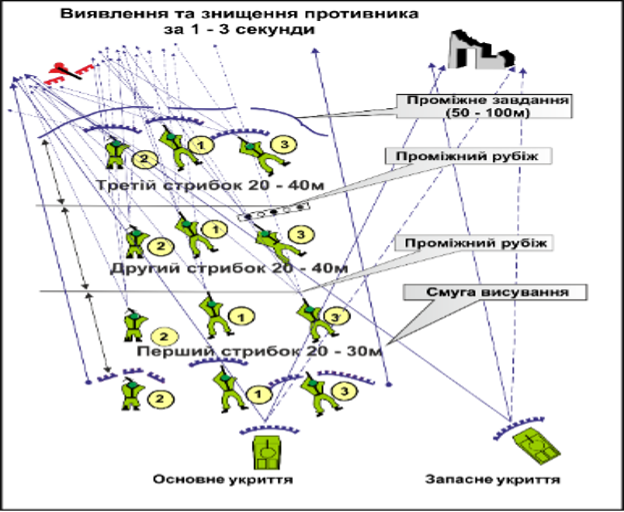 Виявлення та знищення противника
за 1 - 3 секунди
Проміжне завдання
(50 - 100м)
1
2
3
Проміжний рубіж
Третій стрибок 20 - 40м
1
2
3
Проміжний рубіж
Другий стрибок 20 - 40м
Смуга висування
1
2
3
Перший стрибок 20 - 30м
2
1
3
Основне укриття
Запасне укриття